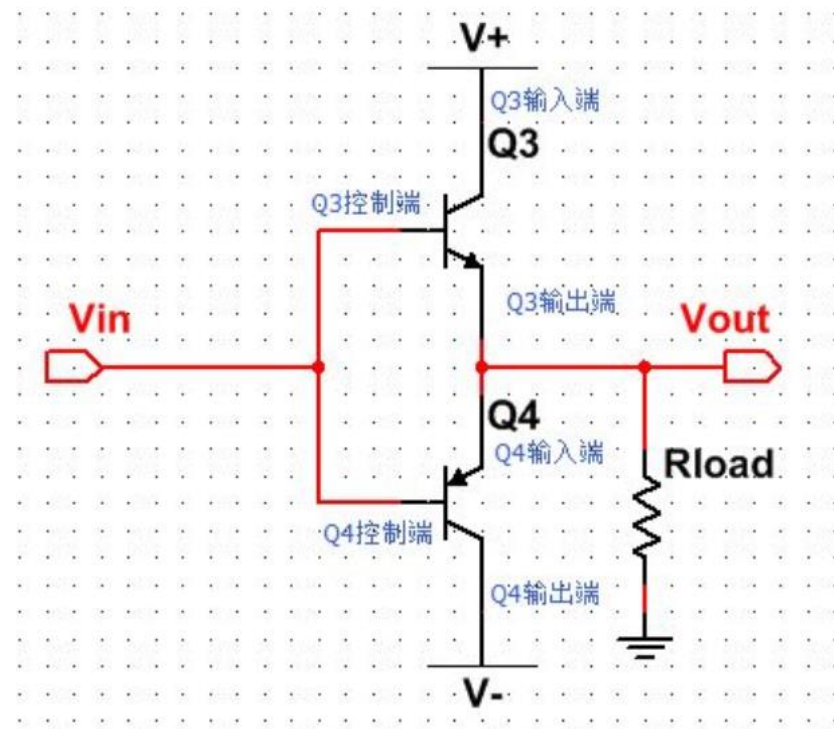 V+
Q3输入端
Q3
Q3控制端
Q3输出端
Vin
Vout
Q4
Q4输入端
Rload
Q4控制端
Q4输出端
V-